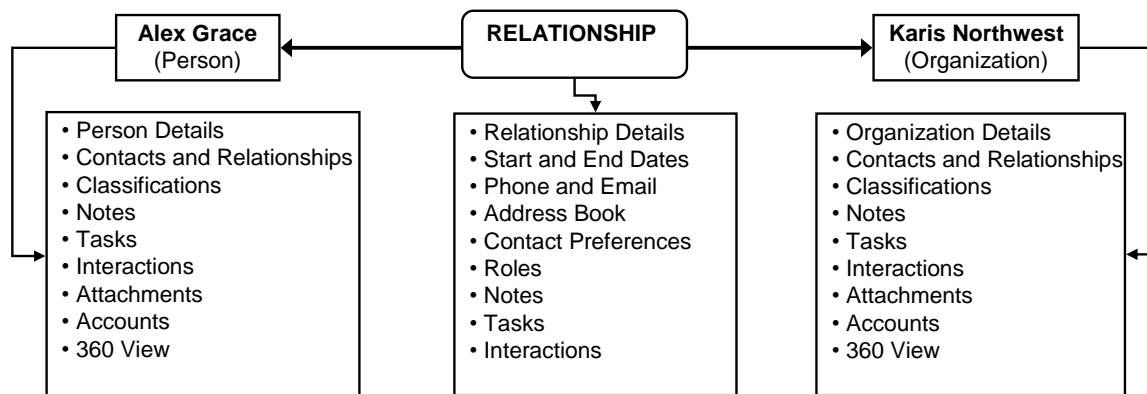 Alex Grace
(Person)
RELATIONSHIP
Karis Northwest
(Organization)
• Person Details
• Contacts and Relationships
• Classifications
• Notes
• Tasks
• Interactions
• Attachments
• Accounts
• 360 View
• Relationship Details
• Start and End Dates
• Phone and Email
• Address Book
• Contact Preferences
• Roles
• Notes
• Tasks
• Interactions
• Organization Details
• Contacts and Relationships
• Classifications
• Notes
• Tasks
• Interactions
• Attachments
• Accounts
• 360 View